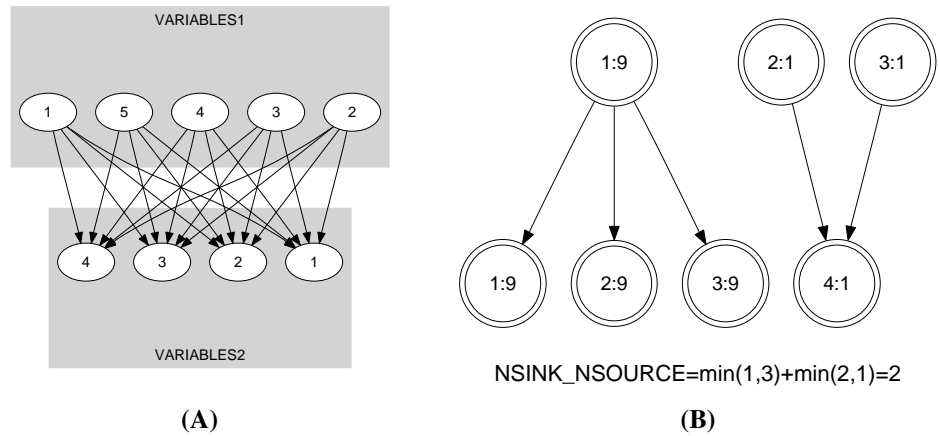 VARIABLES1
1 5 4 3 2
4 3 2 1
VARIABLES2
(A)
1:9 2:1 3:1
1:9 2:9 3:9 4:1
NSINK_NSOURCE=min(1,3)+min(2,1)=2
(B)